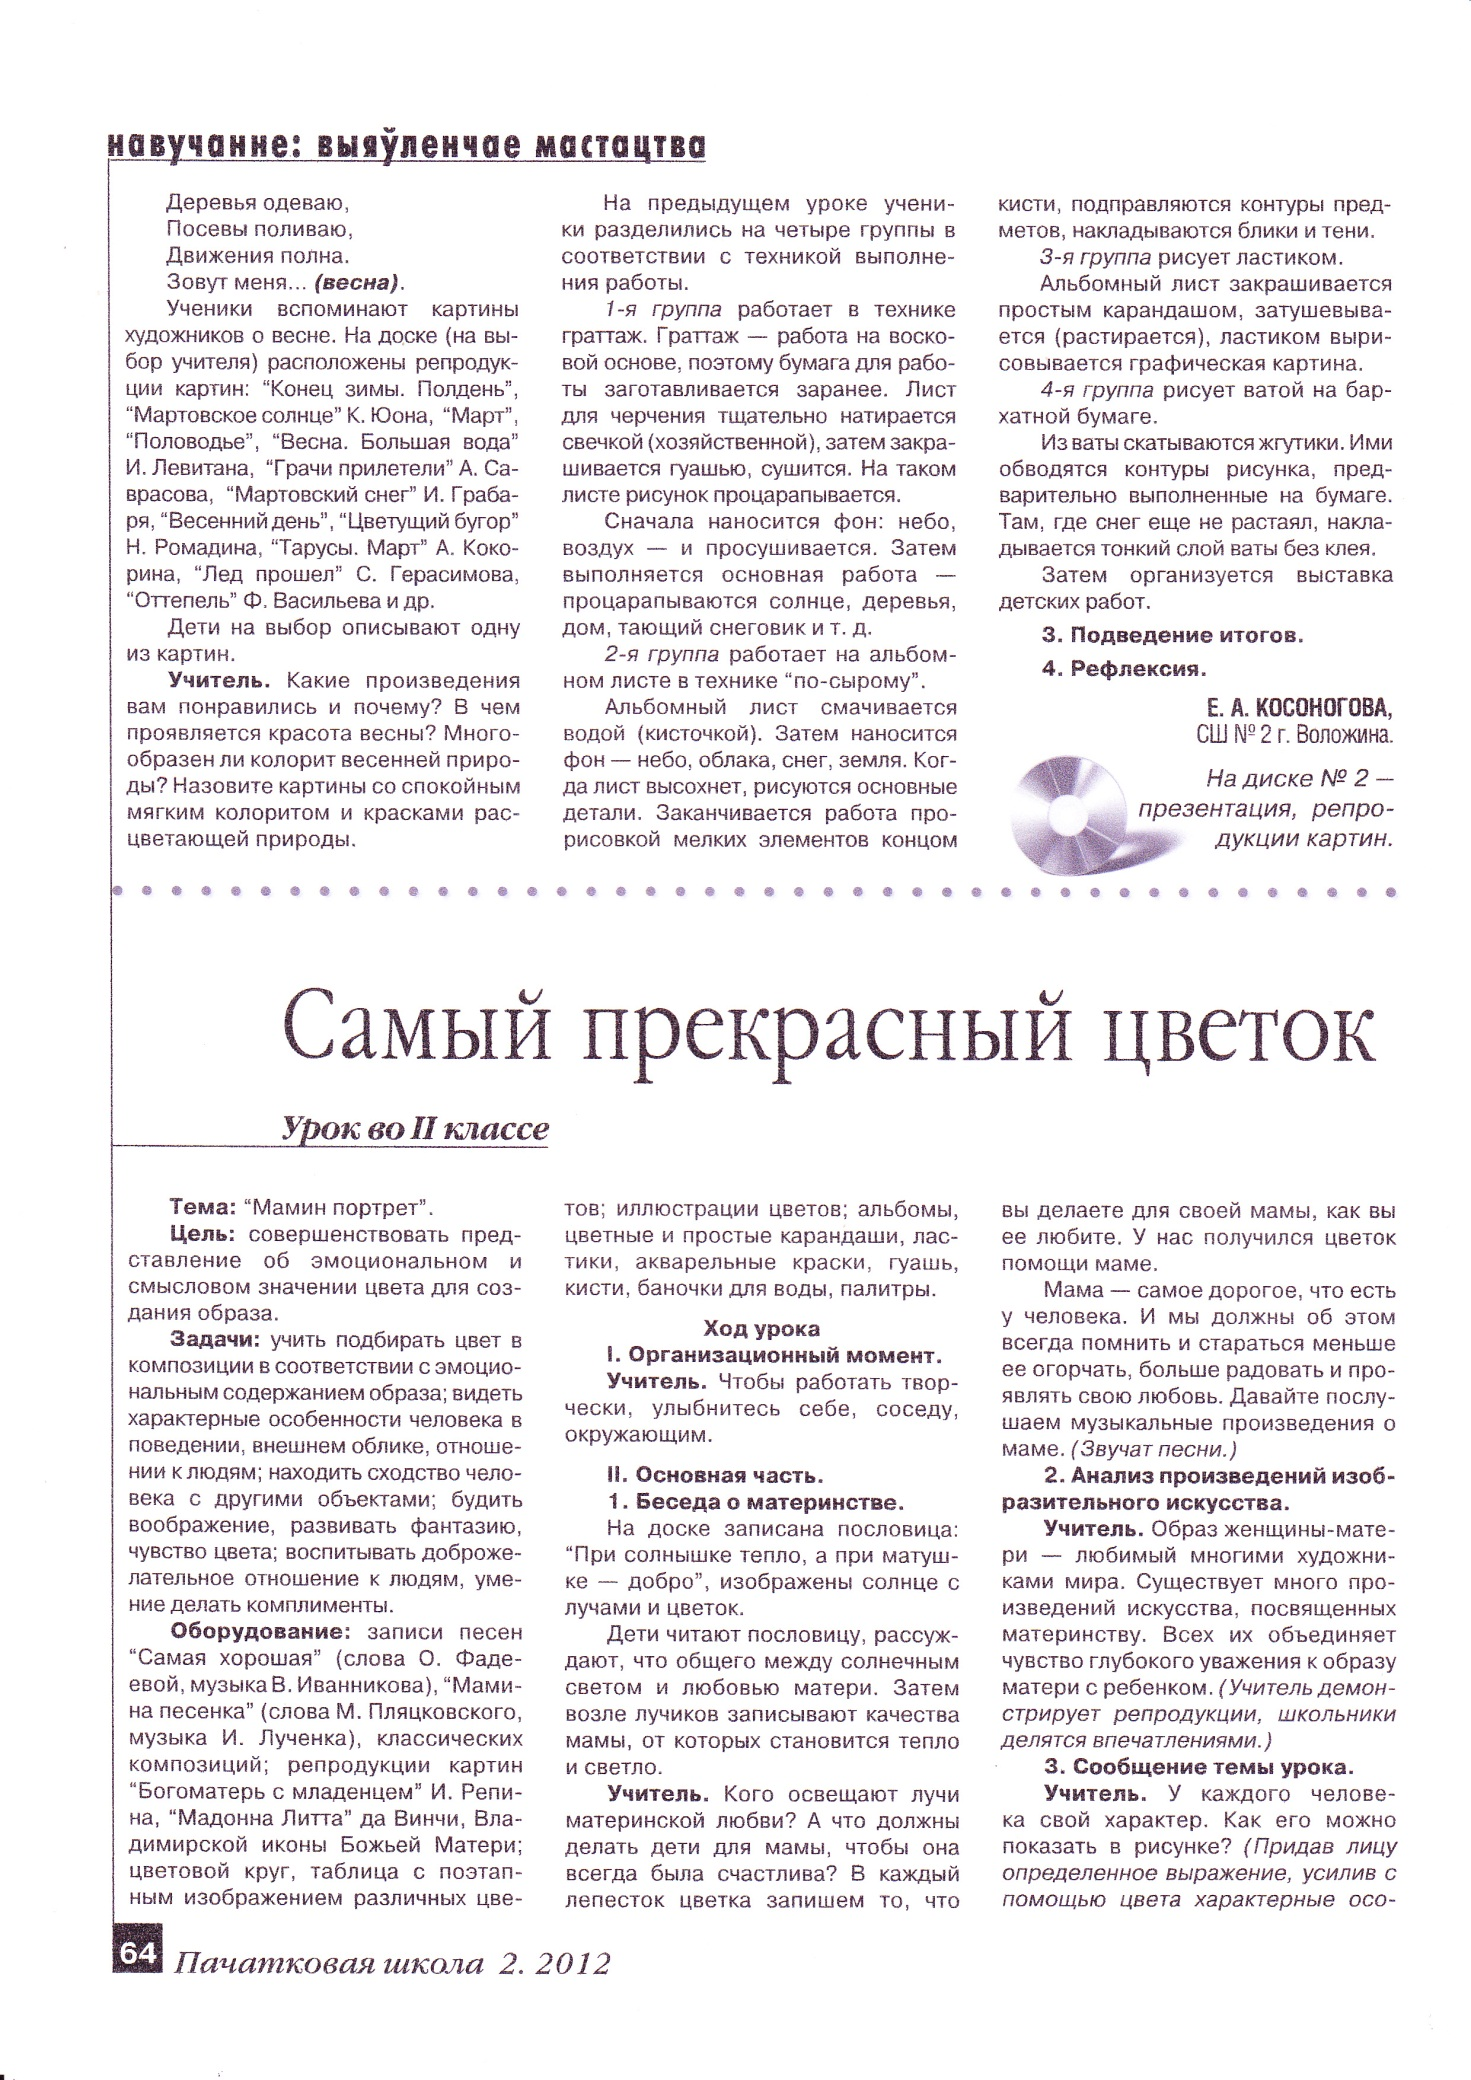 навучанне: выяўленчае мастацтва
Деревья одеваю,
Посевы поливаю,
Движения полна.
Зовут меня... (весна).
Ученики вспоминают картины
художников о весне. На доске (на вы-
бор учителя) расположены репродук-
ции картин: “Конец зимы. Полдень”,
“Мартовское солнце” К. Юона, “Март”,
“Половодье”, “Весна. Большая вода”
И. Левитана, “Грачи прилетели” А. Са-
врасова, “Мартовский снег” И. Граба-
ря, “Весенний день”, “Цветущий бугор”
Н. Ромадина, “Тарусы. Март” А. Коко-
рина, “Лед прошел” С. Герасимова,
“Оттепель” Ф. Васильева и др.
Дети на выбор описывают одну
из картин.
Учитель. Какие произведения
вам понравились и почему? В чем
проявляется красота весны? Много-
образен ли колорит весенней приро-
ды? Назовите картины со спокойным
мягким колоритом и красками рас-
цветающей природы.
На предыдущем уроке учени-
ки разделились на четыре группы в
соответствии с техникой выполне-
ния работы.
1-я группа работает в технике
граттаж. Граттаж — работа на воско-
вой основе, поэтому бумага для рабо-
ты заготавливается заранее. Лист
для черчения тщательно натирается
свечкой (хозяйственной), затем закра-
шивается гуашью, сушится. На таком
листе рисунок процарапывается.
Сначала наносится фон: небо,
воздух — и просушивается. Затем
выполняется основная работа —
процарапываются солнце, деревья,
дом, тающий снеговик и т. д.
2-я группа работает на альбом-
ном листе в технике “по-сырому”.
Альбомный лист смачивается
водой (кисточкой). Затем наносится
фон — небо, облака, снег, земля. Ког-
да лист высохнет, рисуются основные
детали. Заканчивается работа про-
рисовкой мелких элементов концом
кисти, подправляются контуры пред-
метов, накладываются блики и тени.
3-я группа рисует ластиком.
Альбомный лист закрашивается
простым карандашом, затушевыва-
ется (растирается), ластиком выри-
совывается графическая картина.
4-я группа рисует ватой на бар-
хатной бумаге.
Из ваты скатываются жгутики. Ими
обводятся контуры рисунка, пред-
варительно выполненные на бумаге.
Там, где снег еще не растаял, накла-
дывается тонкий слой ваты без клея.
Затем организуется выставка
детских работ.
3. Подведение итогов.
4. Рефлексия.
Е. А. КОСОНОГОВА,
СШ № 2 г. Воложина.
На диске № 2 —
презентация, репро-
дукции картин.
Самый прекрасный цветок
Урок во II классе
Тема: “Мамин портрет”.
Цель: совершенствовать пред-
ставление об эмоциональном и
смысловом значении цвета для соз-
дания образа.
Задачи: учить подбирать цвет в
композиции в соответствии с эмоцио-
нальным содержанием образа; видеть
характерные особенности человека в
поведении, внешнем облике, отноше-
нии к людям; находить сходство чело-
века с другими объектами; будить
воображение, развивать фантазию,
чувство цвета; воспитывать доброже-
лательное отношение к людям, уме-
ние делать комплименты.
Оборудование: записи песен
“Самая хорошая” (слова О. Фаде-
евой, музыка В. Иванникова), “Мами-
на песенка” (слова М. Пляцковского,
музыка И. Лученка), классических
композиций; репродукции картин
“Богоматерь с младенцем” И. Репи-
на, “Мадонна Литта” да Винчи, Вла-
димирской иконы Божьей Матери;
цветовой круг, таблица с поэтап-
ным изображением различных цве-
тов; иллюстрации цветов; альбомы,
цветные и простые карандаши, лас-
тики, акварельные краски, гуашь,
кисти, баночки для воды, палитры.
Ход урока
I. Организационный момент.
Учитель. Чтобы работать твор-
чески, улыбнитесь себе, соседу,
окружающим.
II. Основная часть.
1. Беседа о материнстве.
На доске записана пословица:
“При солнышке тепло, а при матуш-
ке — добро”, изображены солнце с
лучами и цветок.
Дети читают пословицу, рассуж-
дают, что общего между солнечным
светом и любовью матери. Затем
возле лучиков записывают качества
мамы, от которых становится тепло
и светло.
Учитель. Кого освещают лучи
материнской любви? А что должны
делать дети для мамы, чтобы она
всегда была счастлива? В каждый
лепесток цветка запишем то, что
вы делаете для своей мамы, как вы
ее любите. У нас получился цветок
помощи маме.
Мама — самое дорогое, что есть
у человека. И мы должны об этом
всегда помнить и стараться меньше
ее огорчать, больше радовать и про-
являть свою любовь. Давайте послу-
шаем музыкальные произведения о
маме. (Звучат песни.)
2. Анализ произведений изоб-
разительного искусства.
Учитель. Образ женщины-мате-
ри — любимый многими художни-
ками мира. Существует много про-
изведений искусства, посвященных
материнству. Всех их объединяет
чувство глубокого уважения к образу
матери с ребенком. (Учитель демон-
стрирует репродукции, школьники
делятся впечатлениями.)
3. Сообщение темы урока.
Учитель. У каждого челове-
ка свой характер. Как его можно
показать в рисунке? (Придав лицу
определенное выражение, усилив с
помощью цвета характерные осо-
64 Пачатковая школа 2. 2012